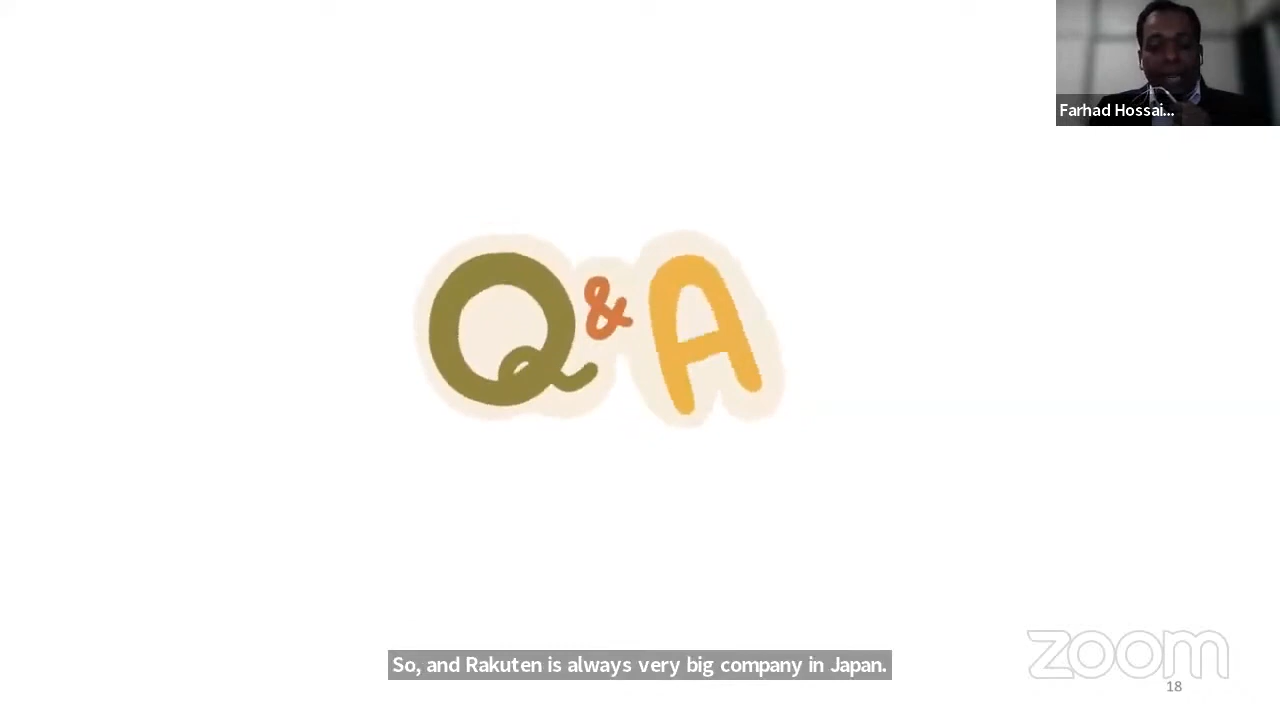 Farhad Hossai...
Q & A
So, and Rakuten is always very big company in Japan.
zoom
18